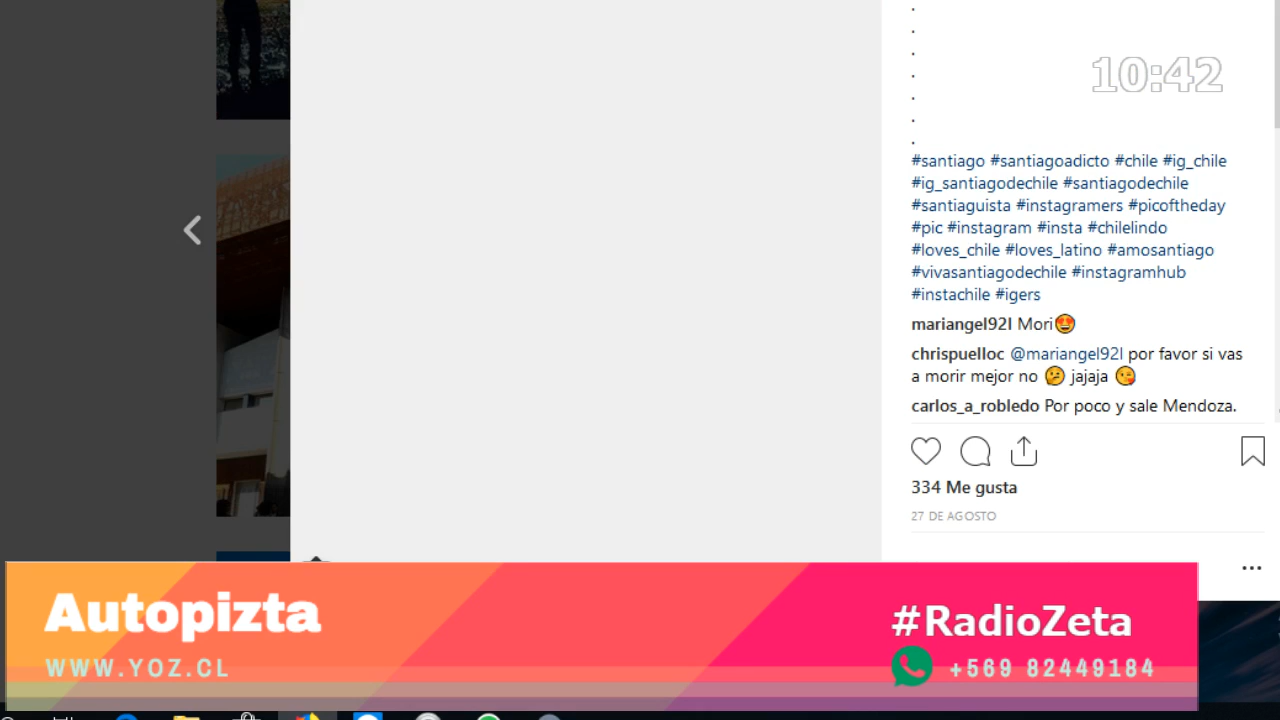 10:42
#santiago #santiagoadicto #chile #ig_chile
#ig_santiagodechile #santiagodechile
#santiaguista #instagramers #picoftheday
#pic #instagram #insta #chilelindo
#loves_chile #loves_latino #amosantiago
#vivasantiagodechile #instagramhub
#instachile #igers
mariangel92l Mori😍
chrispuelloc @mariangel92l por favor si vas
a morir mejor no 🤔 jajaja 😘
carlos_a_robledo Por poco y sale Mendoza.
334 Me gusta
27 DE AGOSTO
Autopizta
WWW.YOZ.CL
#RadioZeta
+569 82449184